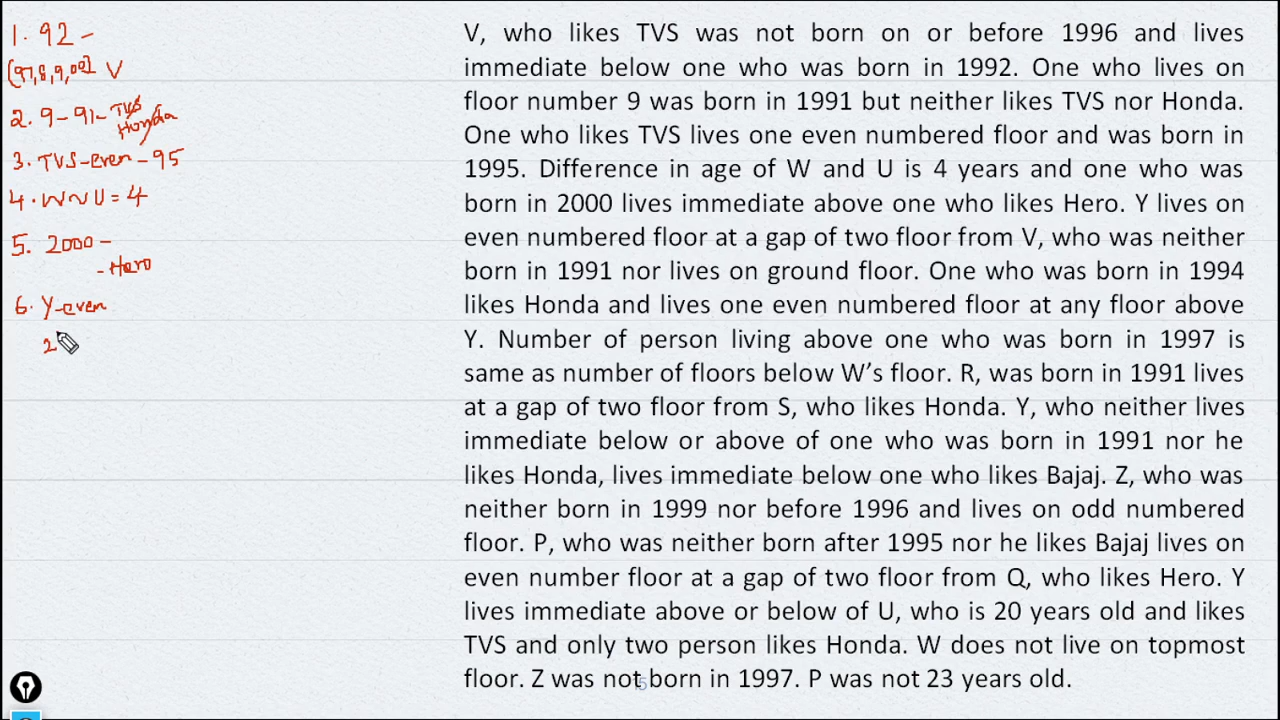 1. 92 -
[97,8,9,00] V
2. 9 - 91 - TVS
Honda
3. TVS - even - 95
4. W ~ U = 4
5. 2000 -
- Hero
6. Y - even
2
V, who likes TVS was not born on or before 1996 and lives
immediate below one who was born in 1992. One who lives on
floor number 9 was born in 1991 but neither likes TVS nor Honda.
One who likes TVS lives one even numbered floor and was born in
1995. Difference in age of W and U is 4 years and one who was
born in 2000 lives immediate above one who likes Hero. Y lives on
even numbered floor at a gap of two floor from V, who was neither
born in 1991 nor lives on ground floor. One who was born in 1994
likes Honda and lives one even numbered floor at any floor above
Y. Number of person living above one who was born in 1997 is
same as number of floors below W’s floor. R, was born in 1991 lives
at a gap of two floor from S, who likes Honda. Y, who neither lives
immediate below or above of one who was born in 1991 nor he
likes Honda, lives immediate below one who likes Bajaj. Z, who was
neither born in 1999 nor before 1996 and lives on odd numbered
floor. P, who was neither born after 1995 nor he likes Bajaj lives on
even number floor at a gap of two floor from Q, who likes Hero. Y
lives immediate above or below of U, who is 20 years old and likes
TVS and only two person likes Honda. W does not live on topmost
floor. Z was not born in 1997. P was not 23 years old.